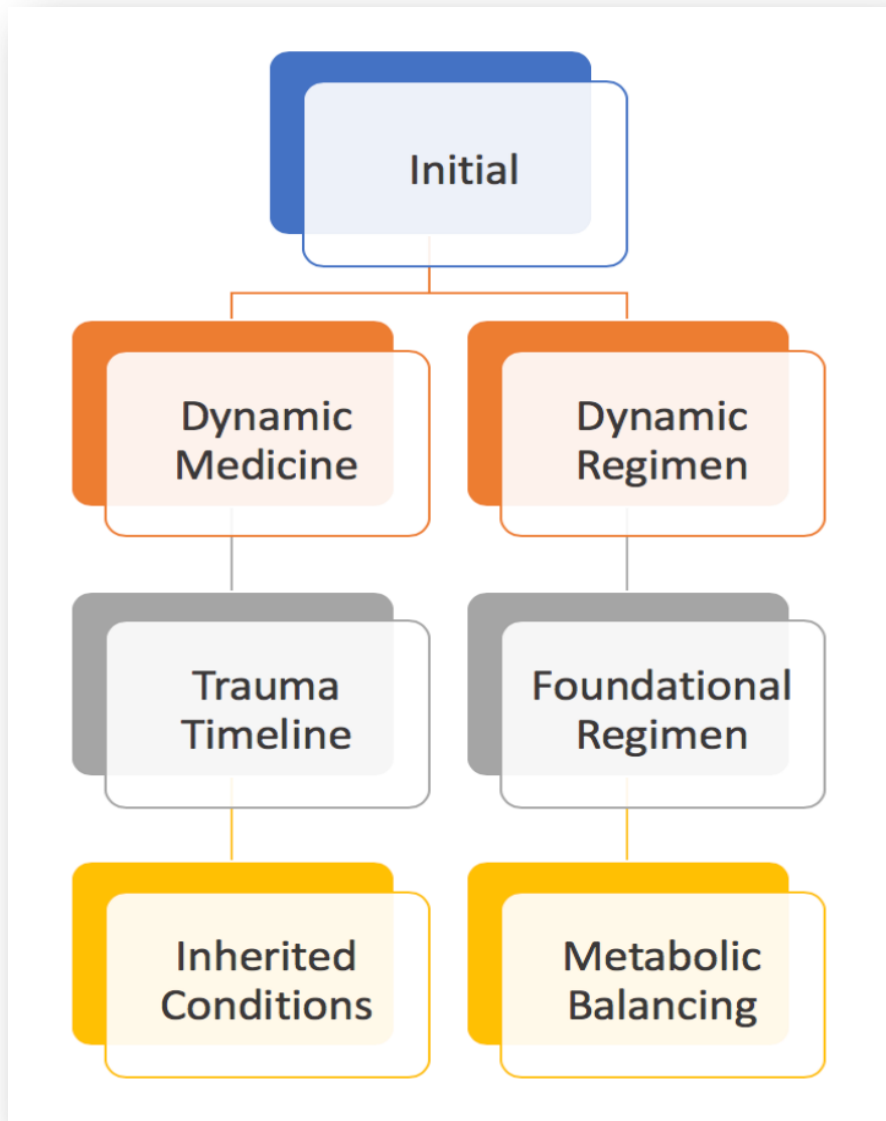 Initial
Dynamic
Medicine
Dynamic
Regimen
Trauma
Timeline
Foundational
Regimen
Inherited
Conditions
Metabolic
Balancing